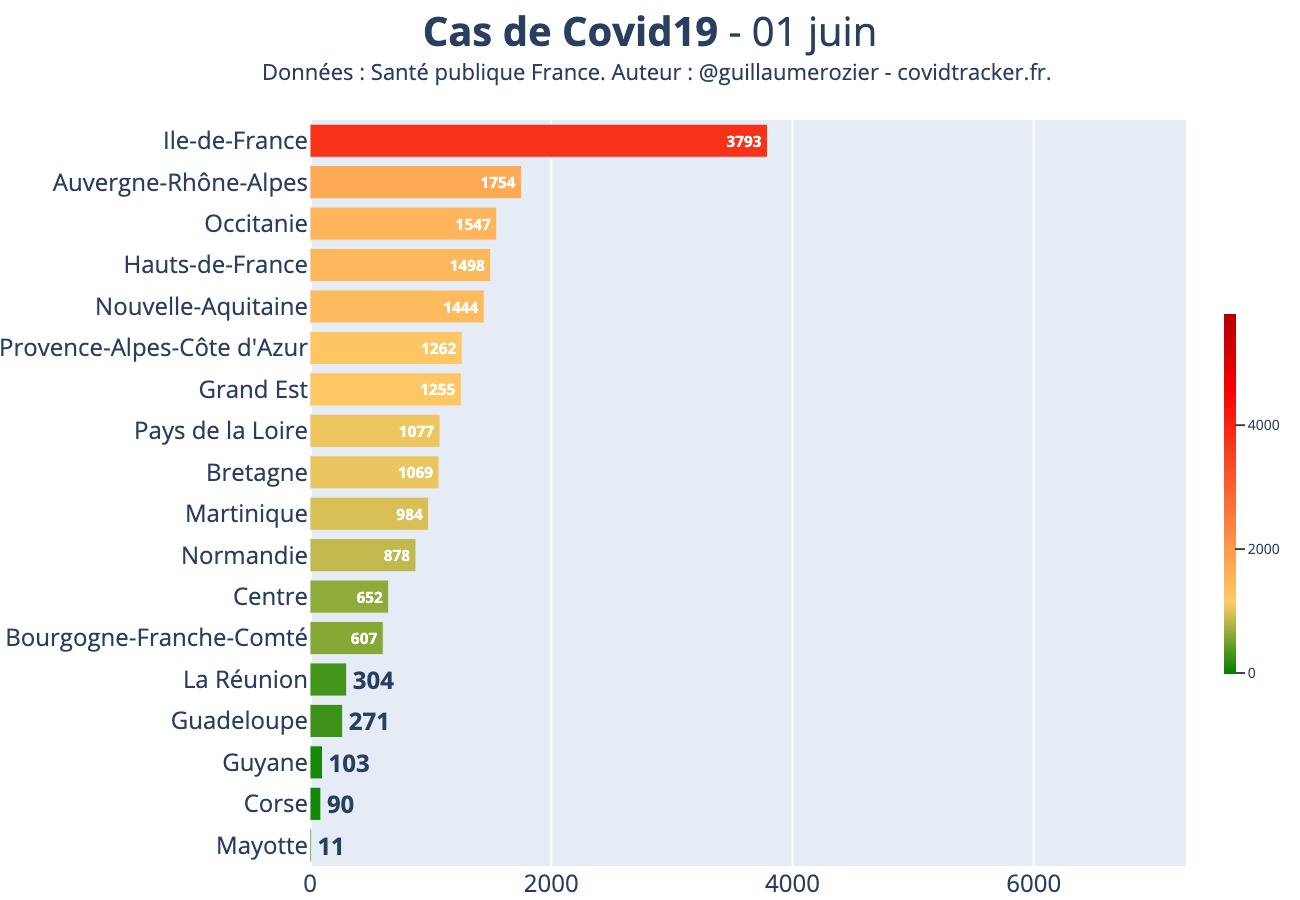 Cas de Covid19 - 01 juin
Données : Santé publique France. Auteur : @guillaumerozier - covidtracker.fr.
Ile-de-France 3793
Auvergne-Rhône-Alpes 1754
Occitanie 1547
Hauts-de-France 1498
Nouvelle-Aquitaine 1444
Provence-Alpes-Côte d'Azur 1262
Grand Est 1255
Pays de la Loire 1077
Bretagne 1069
Martinique 984
Normandie 878
Centre 652
Bourgogne-Franche-Comté 607
La Réunion 304
Guadeloupe 271
Guyane 103
Corse 90
Mayotte 11
0 2000 4000 6000
4000
2000
0